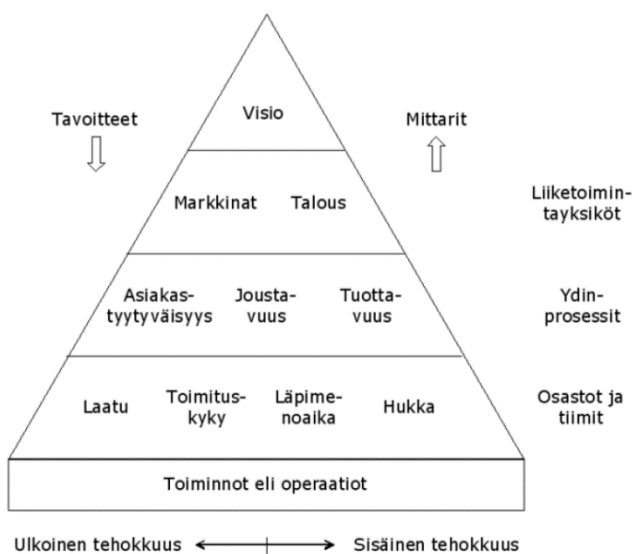 Visio
Tavoitteet
Mittarit
Markkinat Talous
Liiketoimin-
tayksiköt
Asiakas- Jousta- Tuotta-
tyytyväisyys vuus vuus
Ydin-
prosessit
Laatu Toimitus- Läpime- Hukka
kyky noaika
Osastot ja
tiimit
Toiminnot eli operaatiot
Ulkoinen tehokkuus Sisäinen tehokkuus